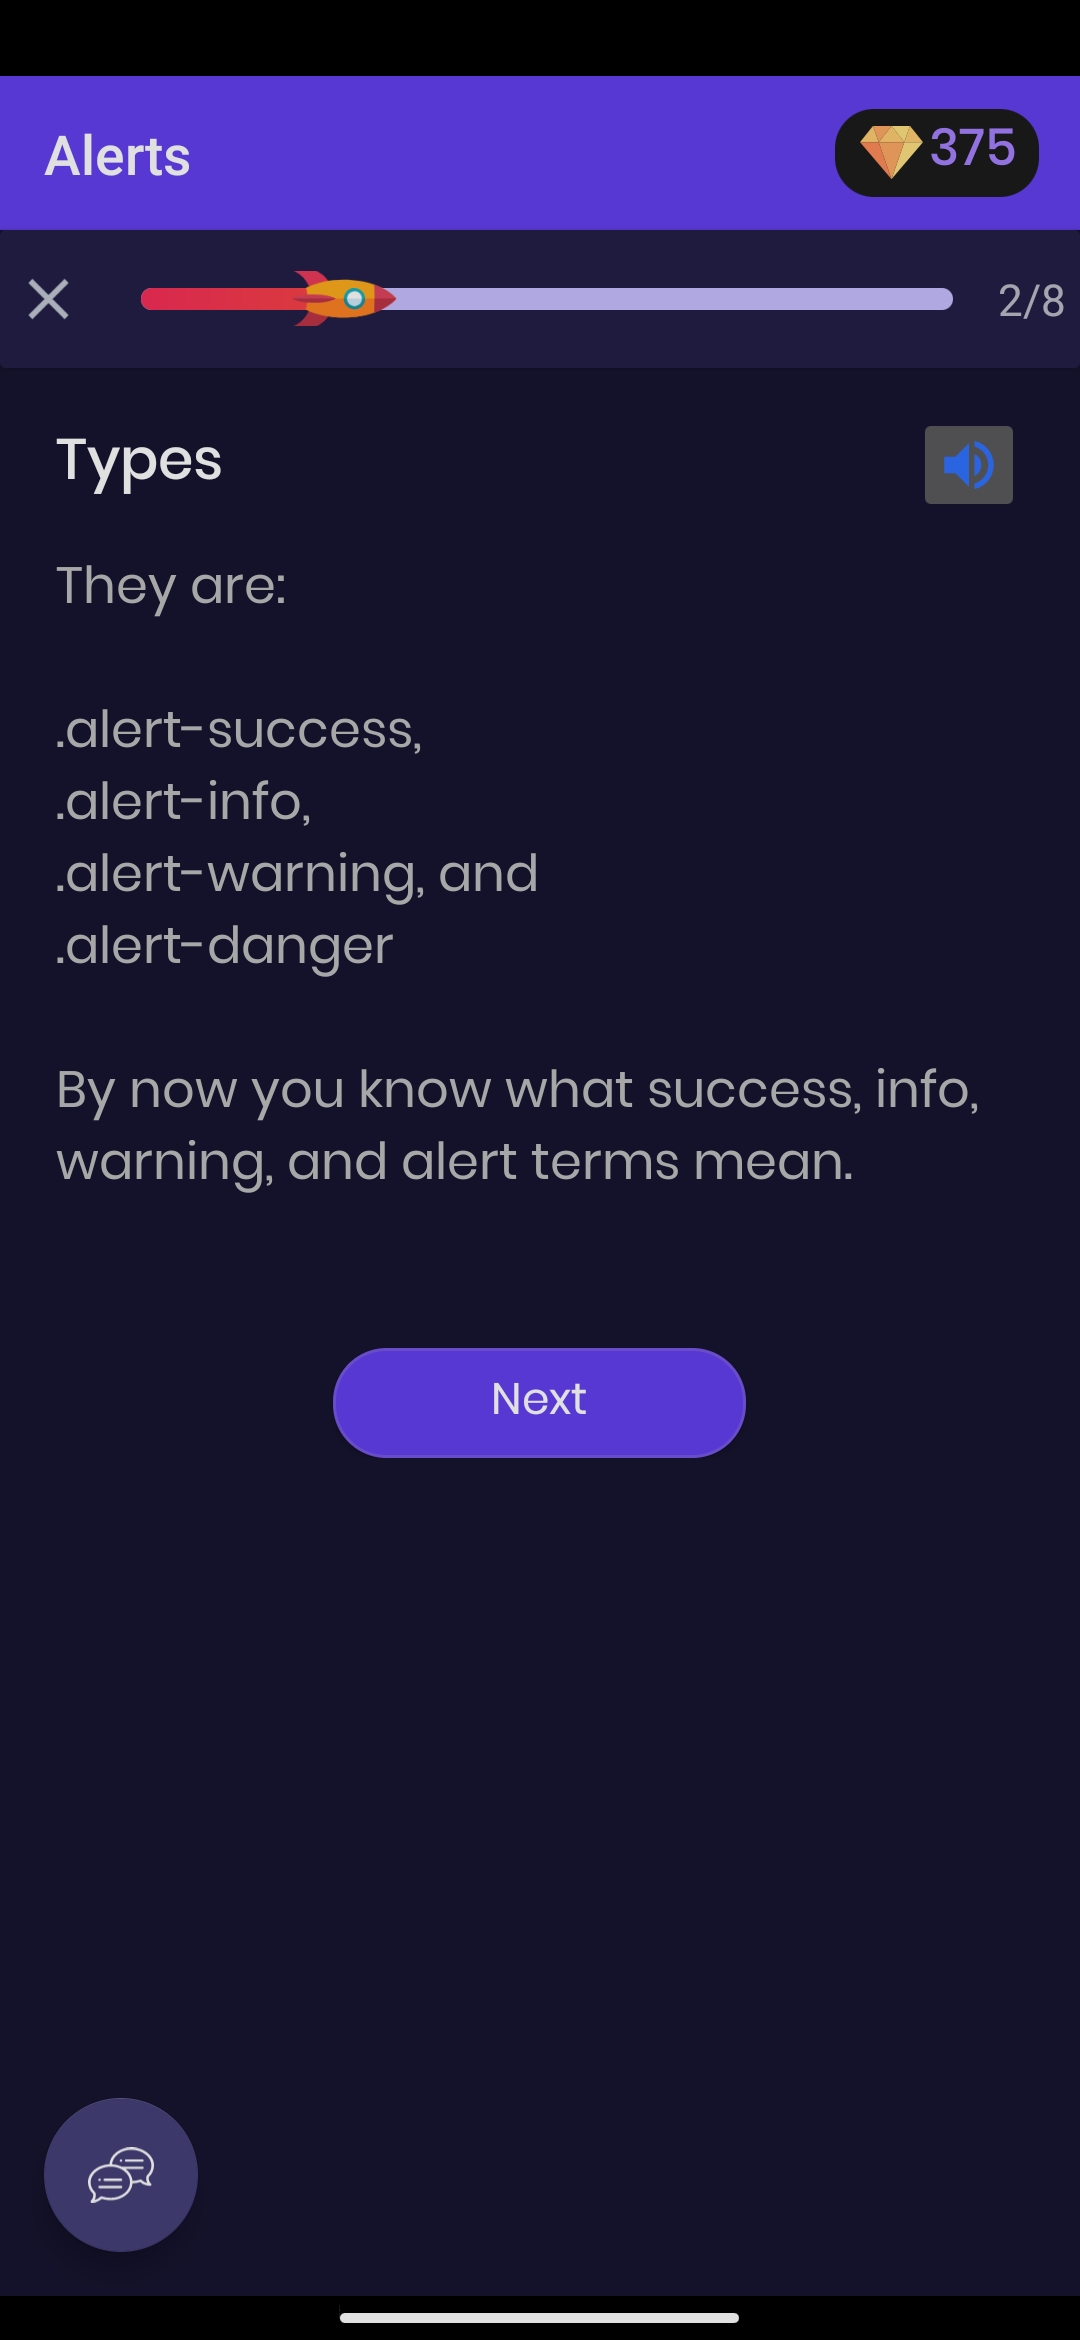 Alerts
375
2/8
Types
They are:
.alert-success,
.alert-info,
.alert-warning, and
.alert-danger
By now you know what success, info,
warning, and alert terms mean.
Next